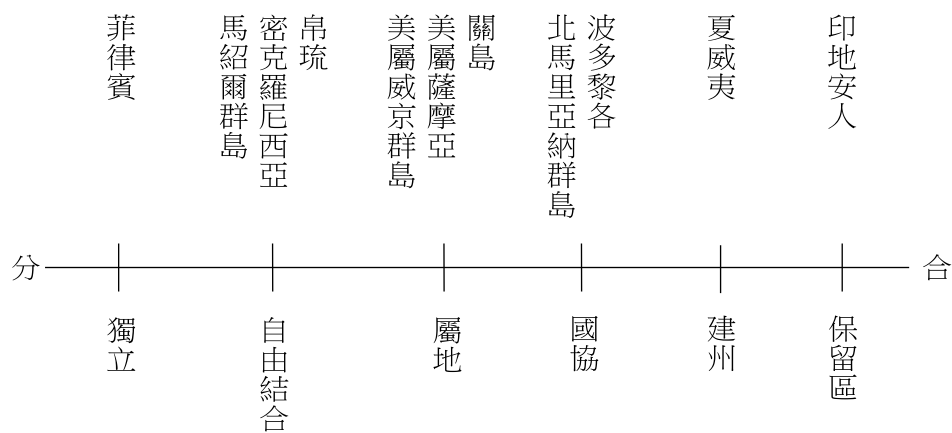 菲律賓
帛琉
密克羅尼西亞
馬紹爾群島
關島
美屬薩摩亞
美屬威京群島
波多黎各
北馬里亞納群島
夏威夷
印地安人
分
合
獨立
自由結合
屬地
國協
建州
保留區